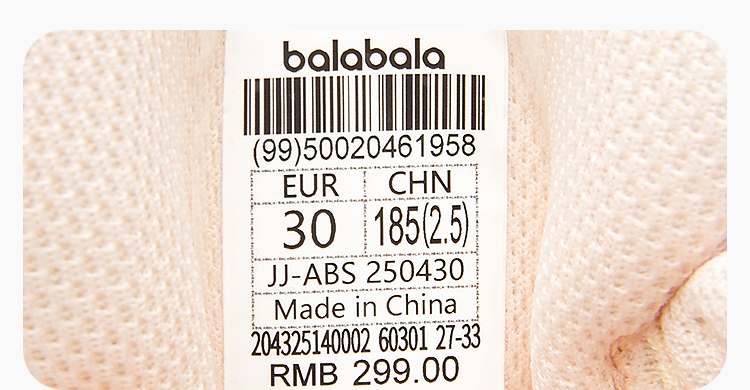 balabala
(99)50020461958
EUR CHN
30 185(2.5)
JJ-ABS 250430
Made in China
204325140002 60301 27-33
RMB 299.00